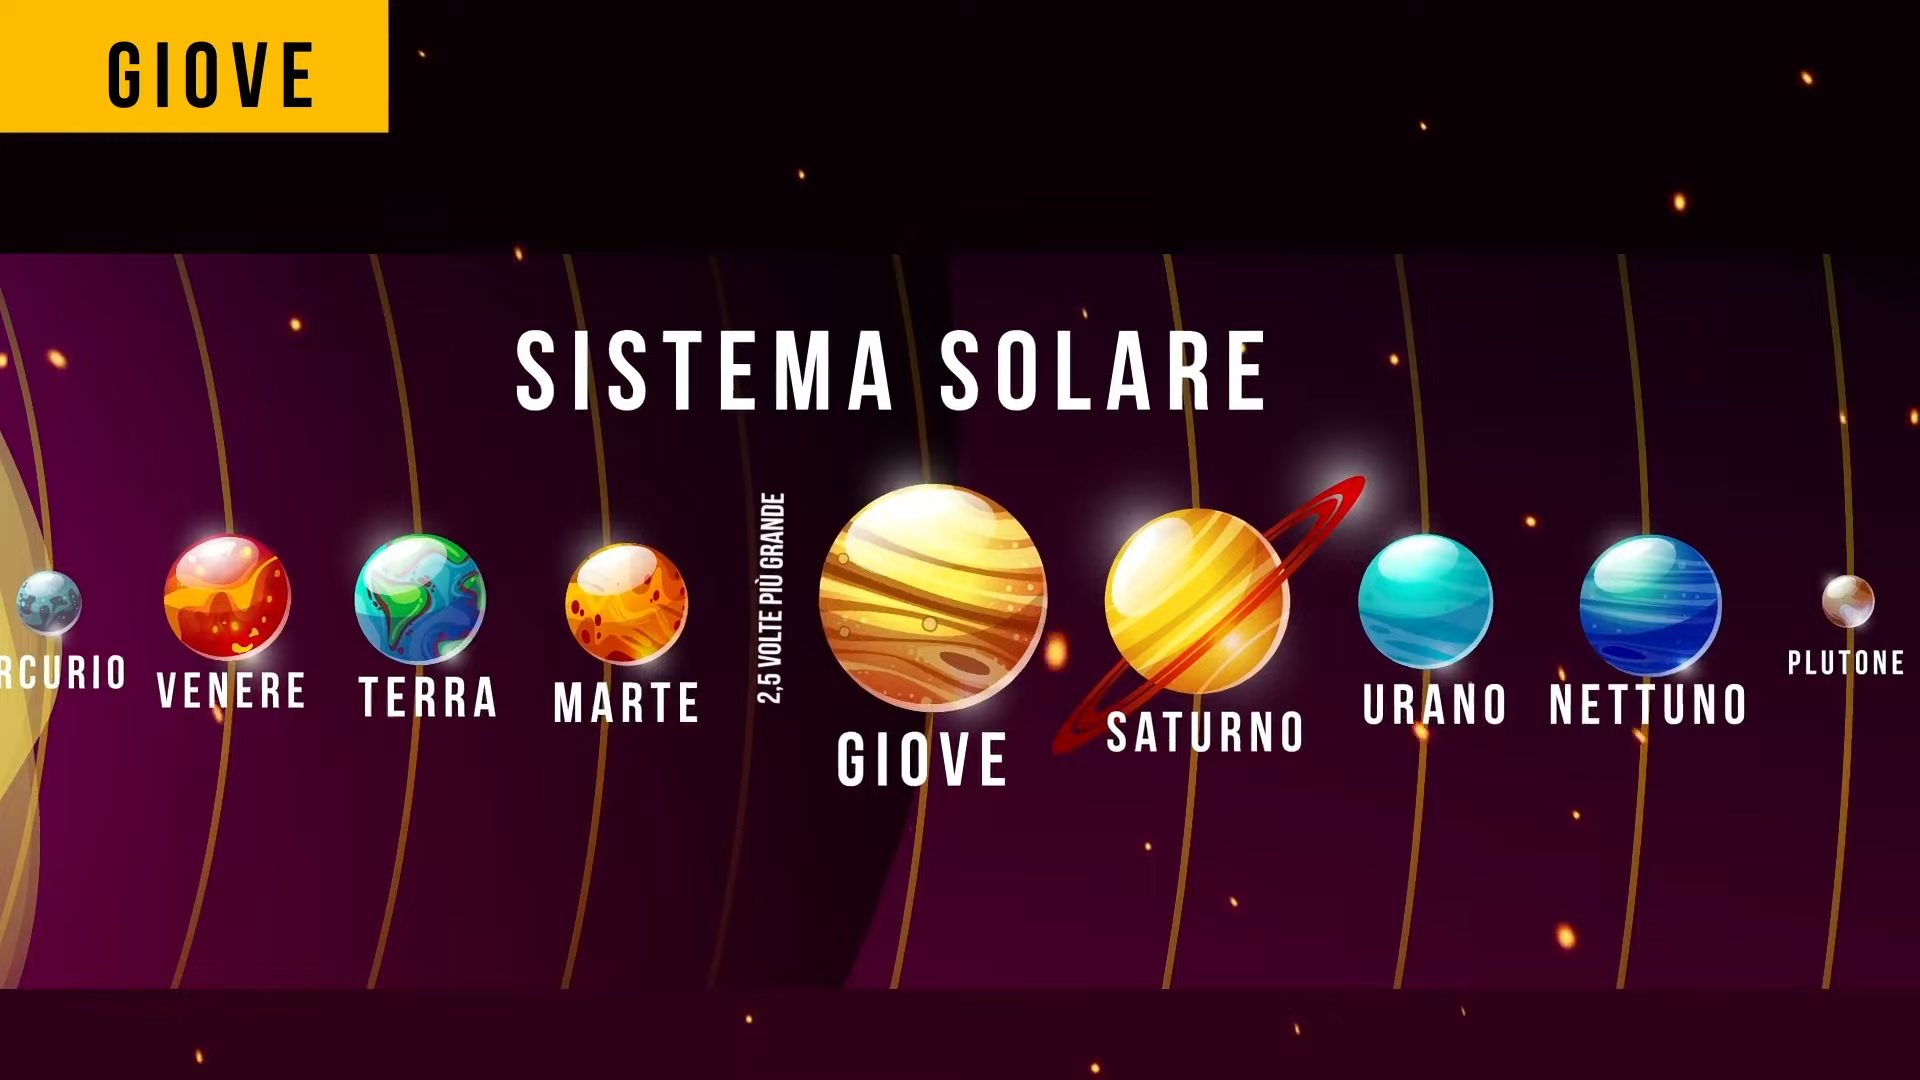 GIOVE
SISTEMA SOLARE
RCURIO
VENERE
TERRA
MARTE
2,5 VOLTE PIÙ GRANDE
GIOVE
SATURNO
URANO
NETTUNO
PLUTONE